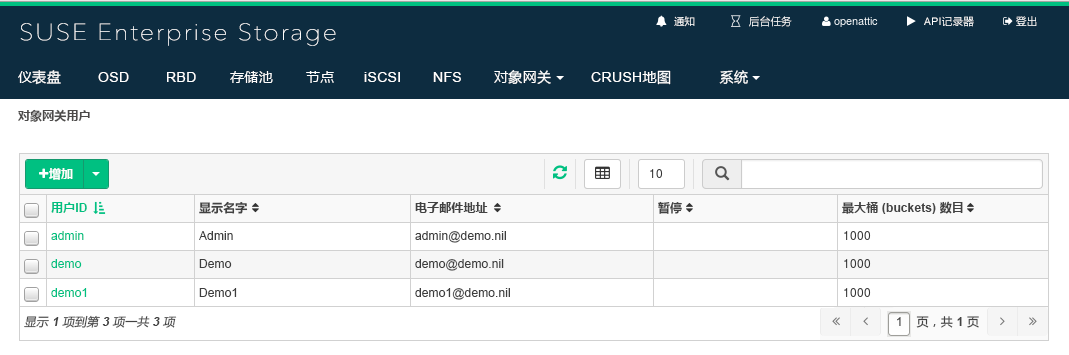 通知 后台任务 openattic API记录器 登出
SUSE Enterprise Storage
仪表盘 OSD RBD 存储池 节点 iSCSI NFS 对象网关 CRUSH地图 系统
对象网关用户
增加 10
用户ID 显示名字 电子邮件地址 暂停 最大桶 (buckets) 数目
admin Admin admin@demo.nil 1000
demo Demo demo@demo.nil 1000
demo1 Demo1 demo1@demo.nil 1000
显示 1 项到第 3 项—共 3 项 « ‹ 1 页 , 共 1 页 › »